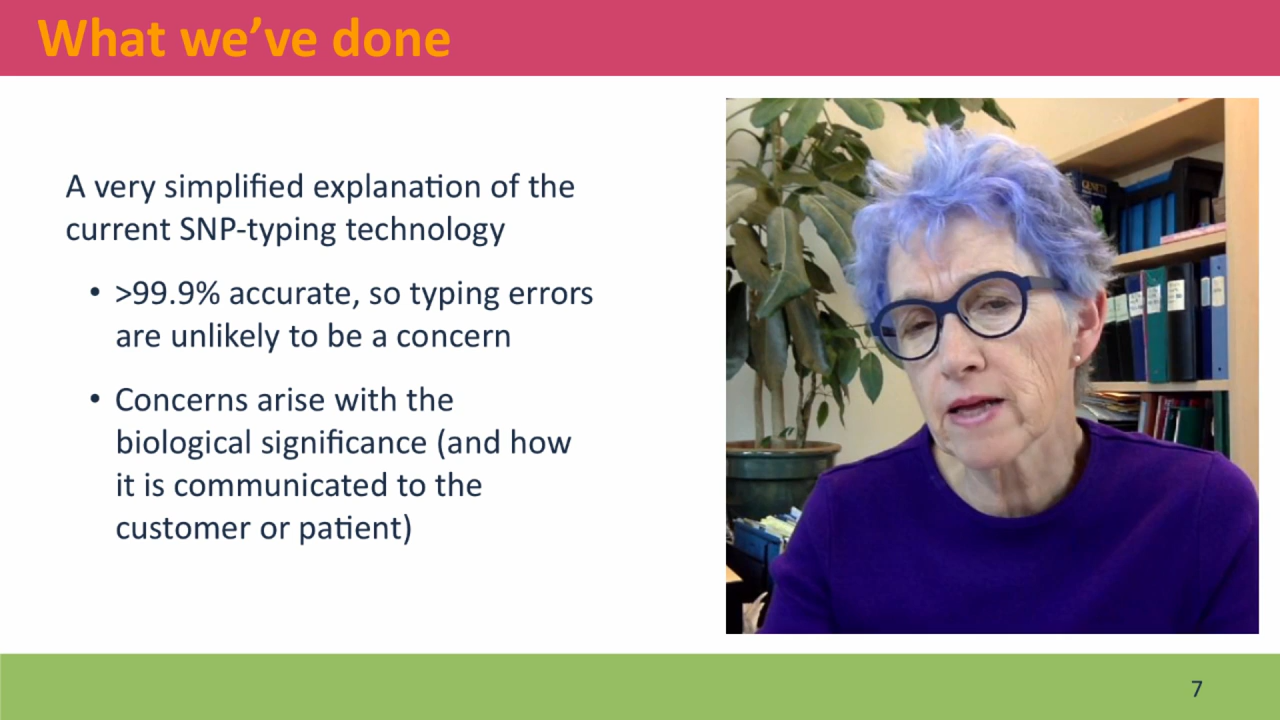 What we’ve done
A very simplified explanation of the
current SNP-typing technology
• >99.9% accurate, so typing errors
are unlikely to be a concern
• Concerns arise with the
biological significance (and how
it is communicated to the
customer or patient)
7